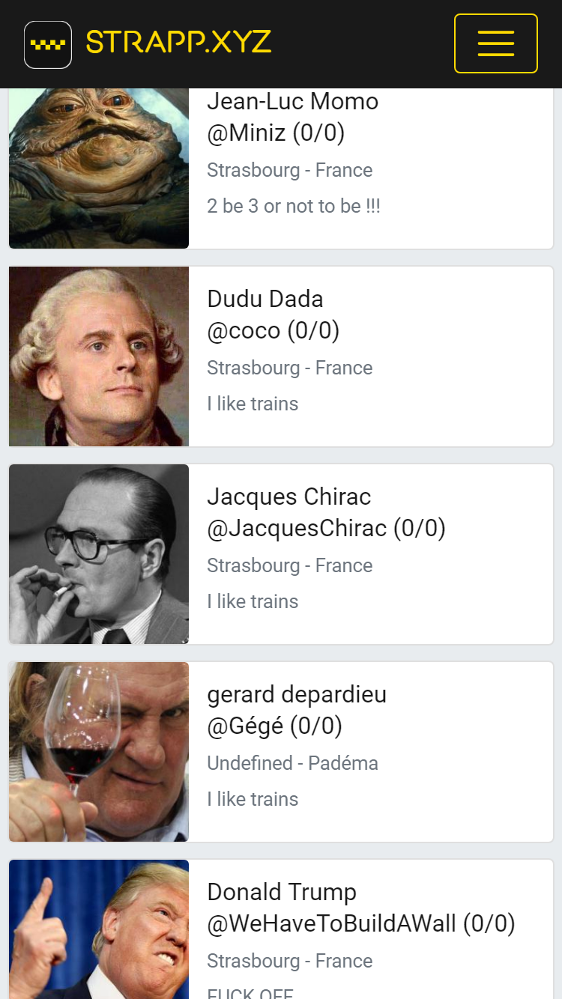 STRAPP.XYZ
Jean-Luc Momo
@Miniz (0/0)
Strasbourg - France
2 be 3 or not to be !!!
Dudu Dada
@coco (0/0)
Strasbourg - France
I like trains
Jacques Chirac
@JacquesChirac (0/0)
Strasbourg - France
I like trains
gerard depardieu
@Gégé (0/0)
Undefined - Padéma
I like trains
Donald Trump
@WeHaveToBuildAWall (0/0)
Strasbourg - France
FUCK OFF